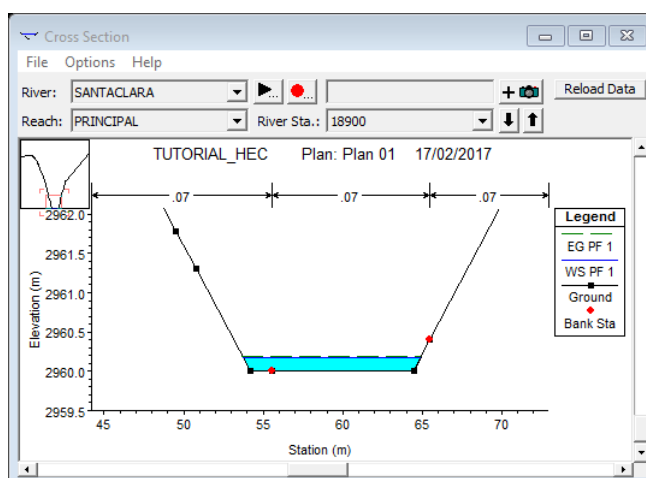 Cross Section
File Options Help
River: SANTACLARA ... ... + Reload Data
Reach: PRINCIPAL River Sta.: 18900
TUTORIAL_HEC Plan: Plan 01 17/02/2017
.07 .07 .07
Legend
EG PF 1
WS PF 1
Ground
Bank Sta
Elevation (m)
2962.0
2961.5
2961.0
2960.5
2960.0
2959.5
45 50 55 60 65 70
Station (m)